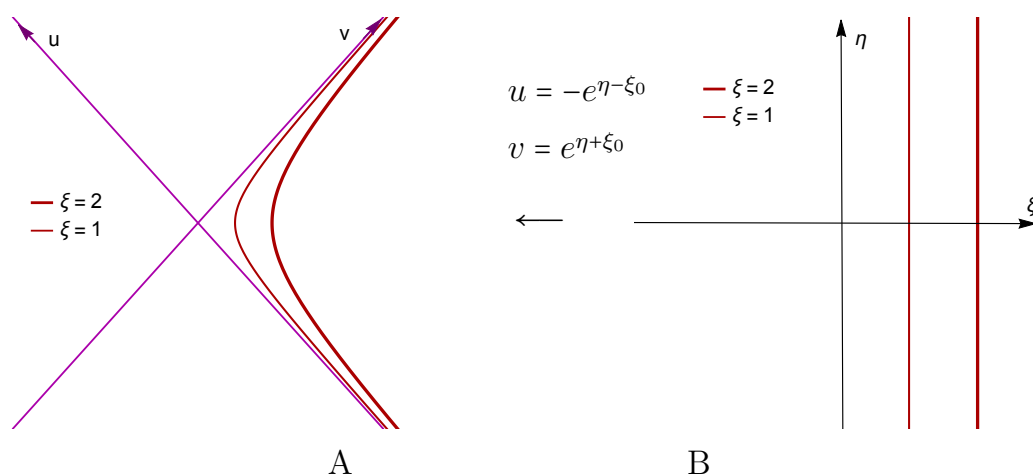 u
v
ξ = 2
ξ = 1
A
η
u = −e^{η−ξ₀}
v = e^{η+ξ₀}
←
ξ = 2
ξ = 1
ξ
B